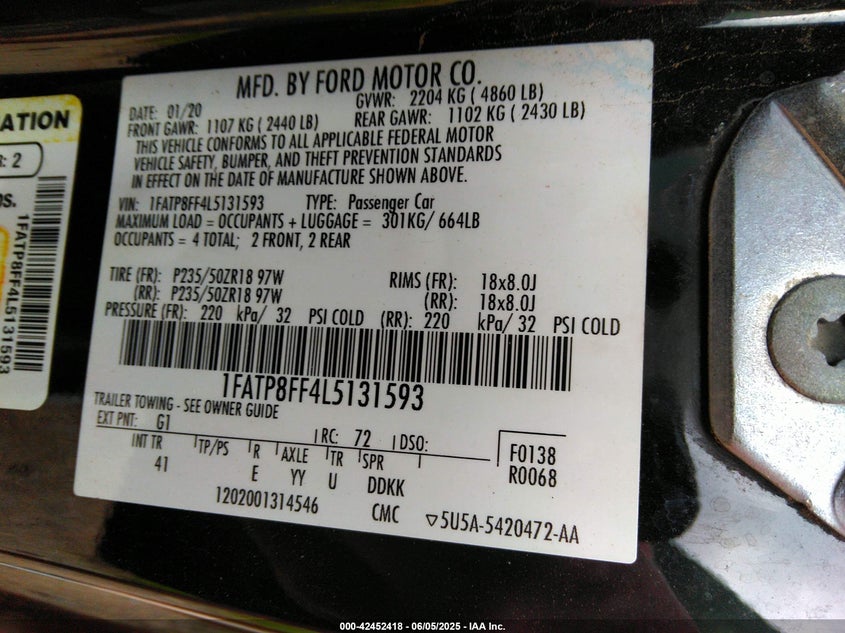 MFD. BY FORD MOTOR CO.
DATE: 01/20 GVWR: 2204 KG ( 4860 LB)
FRONT GAWR: 1107 KG ( 2440 LB) REAR GAWR: 1102 KG ( 2430 LB)
THIS VEHICLE CONFORMS TO ALL APPLICABLE FEDERAL MOTOR
VEHICLE SAFETY, BUMPER, AND THEFT PREVENTION STANDARDS
IN EFFECT ON THE DATE OF MANUFACTURE SHOWN ABOVE.
VIN: 1FATP8FF4L5131593 TYPE: Passenger Car
MAXIMUM LOAD = OCCUPANTS + LUGGAGE = 301KG/ 664LB
OCCUPANTS = 4 TOTAL; 2 FRONT, 2 REAR
TIRE (FR): P235/50ZR18 97W RIMS (FR): 18x8.0J
(RR): P235/50ZR18 97W (RR): 18x8.0J
PRESSURE (FR): 220 kPa/ 32 PSI COLD (RR): 220 kPa/ 32 PSI COLD
1FATP8FF4L5131593
TRAILER TOWING - SEE OWNER GUIDE
EXT PNT: G1 RC: 72 DSO: F0138
INT TR TP/PS R AXLE TR SPR R0068
41 E YY U DDKK
1202001314546 CMC ▽5U5A-5420472-AA
ATION
: 2
1FATP8FF4L5131593
000-42452418 - 06/05/2025 - IAA Inc.